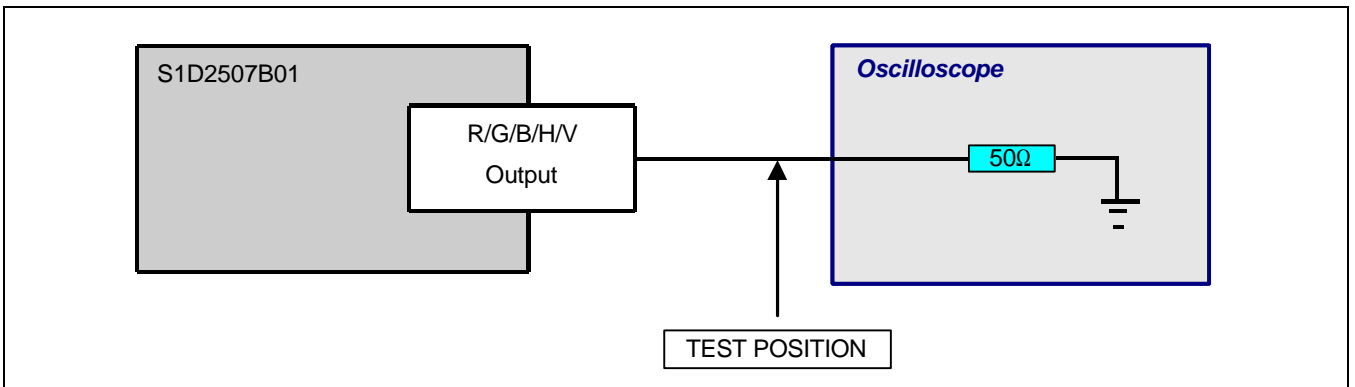 S1D2507B01
R/G/B/H/V
Output
Oscilloscope
50Ω
TEST POSITION